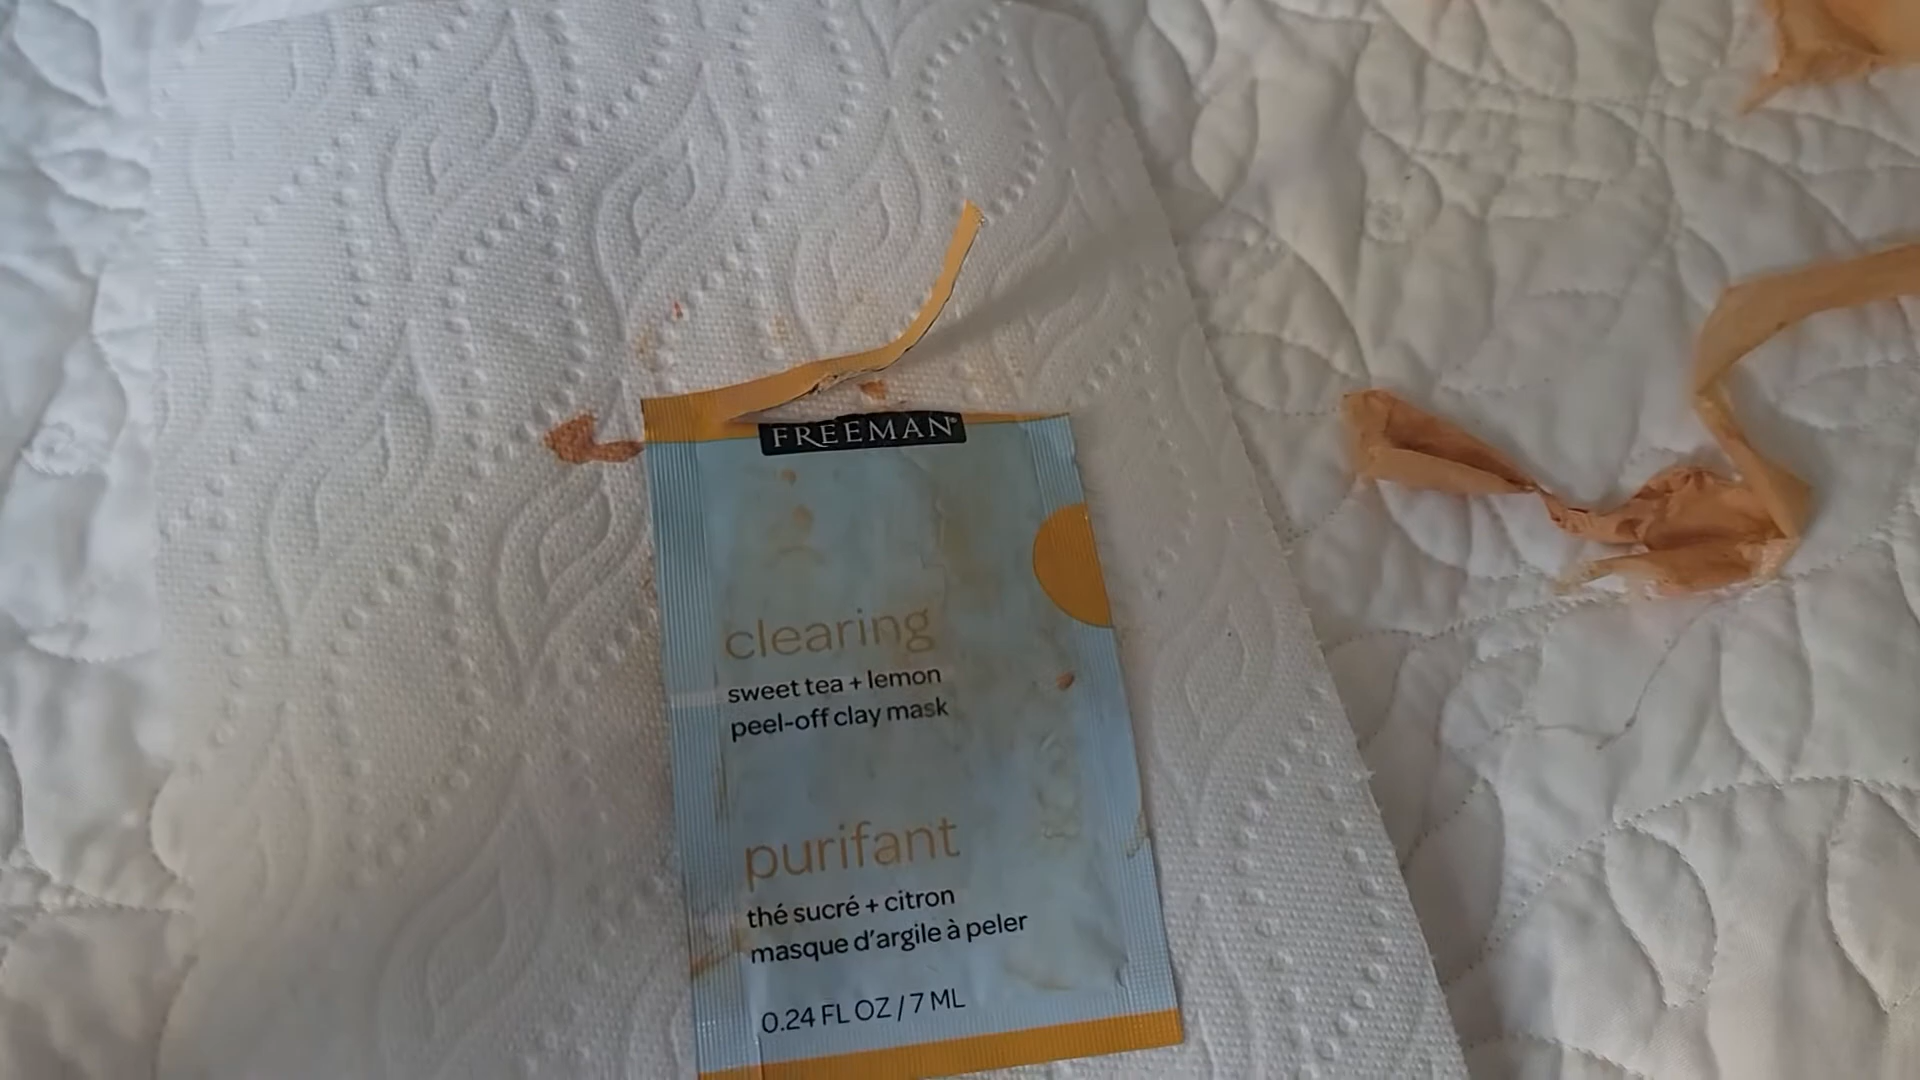 FREEMAN®
clearing
sweet tea + lemon
peel-off clay mask
purifant
thé sucré + citron
masque d'argile à peler
0.24 FL OZ / 7 ML